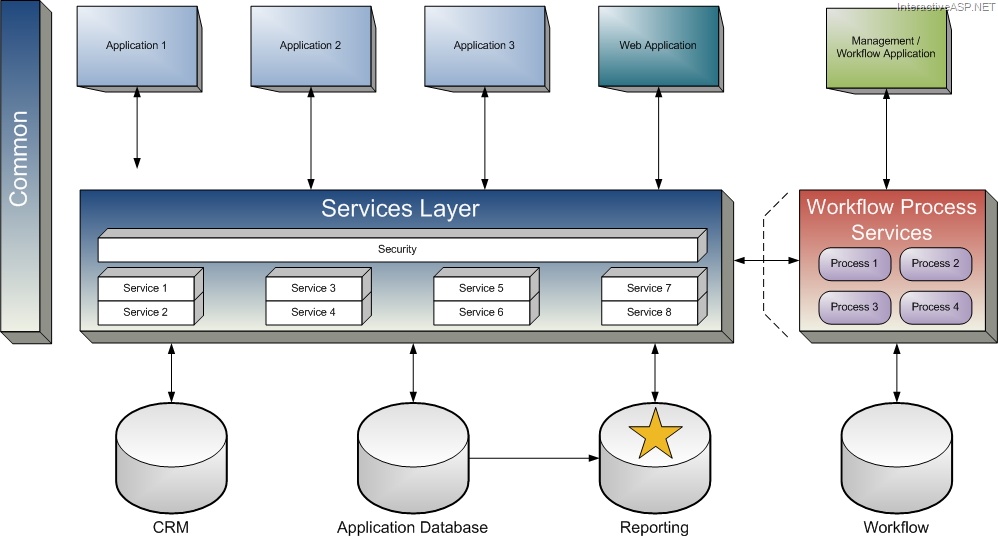 InteractiveASP.NET
Common
Application 1
Application 2
Application 3
Web Application
Management /
Workflow Application
Services Layer
Security
Service 1
Service 2
Service 3
Service 4
Service 5
Service 6
Service 7
Service 8
Workflow Process
Services
Process 1
Process 2
Process 3
Process 4
CRM
Application Database
Reporting
Workflow